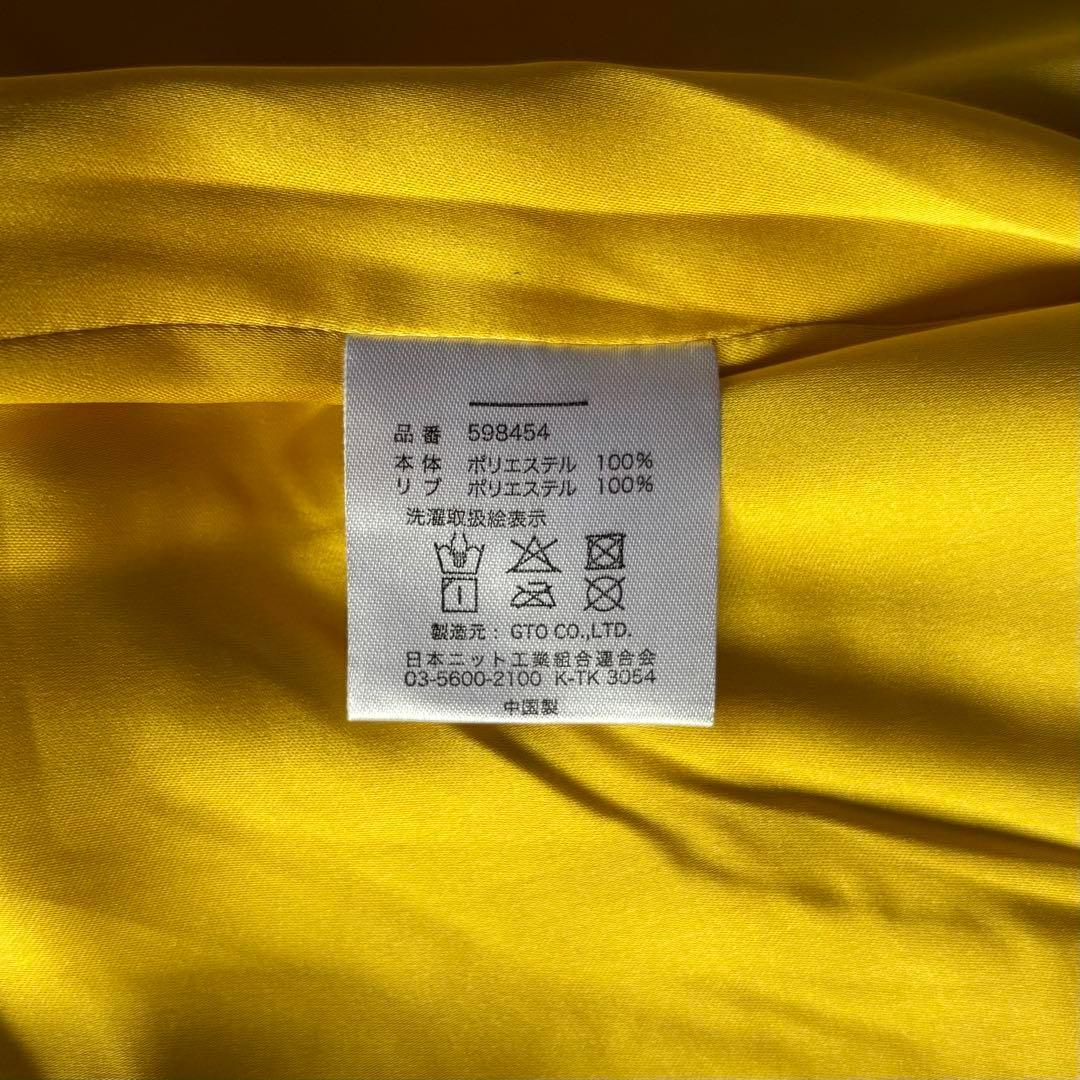 品番 598454
本体 ポリエステル 100%
リブ ポリエステル 100%
洗濯取扱絵表示
製造元: GTO CO.,LTD.
日本ニット工業組合連合会
03-5600-2100 K-TK 3054
中国製